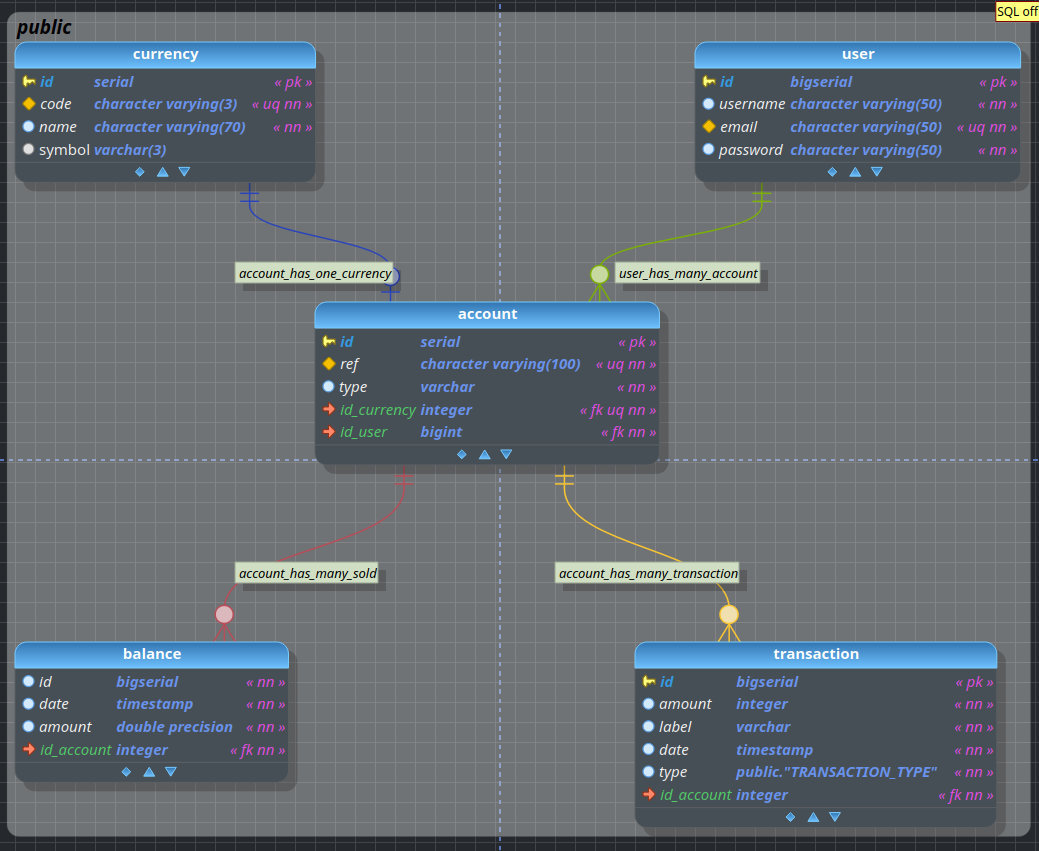 SQL off
public
currency
id serial « pk »
code character varying(3) « uq nn »
name character varying(70) « nn »
symbol varchar(3)
user
id bigserial « pk »
username character varying(50) « nn »
email character varying(50) « uq nn »
password character varying(50) « nn »
account_has_one_currency
user_has_many_account
account
id serial « pk »
ref character varying(100) « uq nn »
type varchar « nn »
id_currency integer « fk uq nn »
id_user bigint « fk nn »
account_has_many_sold
account_has_many_transaction
balance
id bigserial « nn »
date timestamp « nn »
amount double precision « nn »
id_account integer « fk nn »
transaction
id bigserial « pk »
amount integer « nn »
label varchar « nn »
date timestamp « nn »
type public."TRANSACTION_TYPE" « nn »
id_account integer « fk nn »